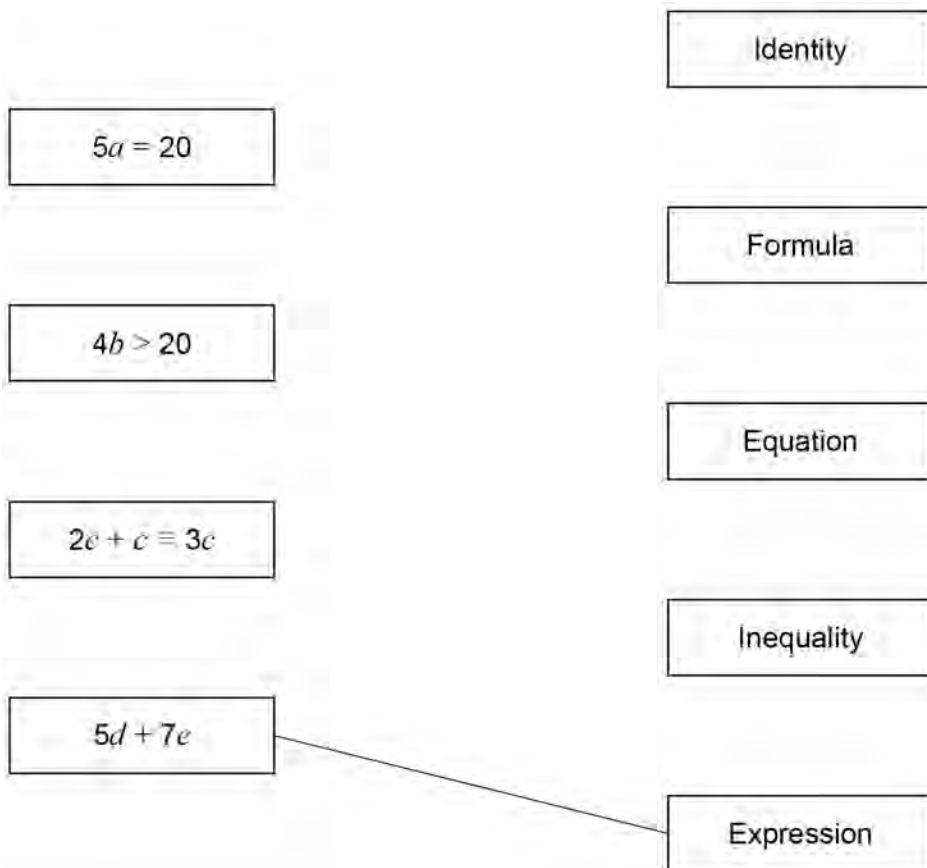 Identity
5a = 20
Formula
4b > 20
Equation
2c + c ≡ 3c
Inequality
5d + 7e
Expression